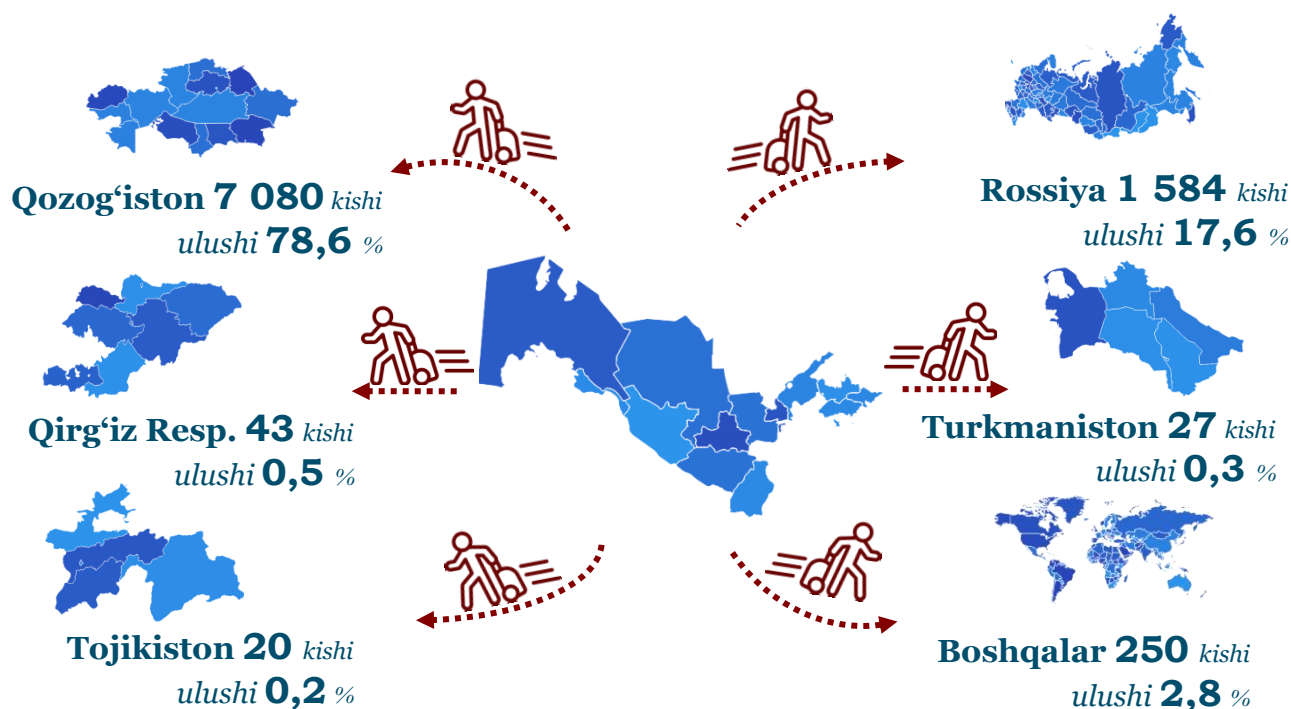 Qozog‘iston 7 080 kishi
ulushi 78,6 %
Rossiya 1 584 kishi
ulushi 17,6 %
Qirg‘iz Resp. 43 kishi
ulushi 0,5 %
Turkmaniston 27 kishi
ulushi 0,3 %
Tojikiston 20 kishi
ulushi 0,2 %
Boshqalar 250 kishi
ulushi 2,8 %